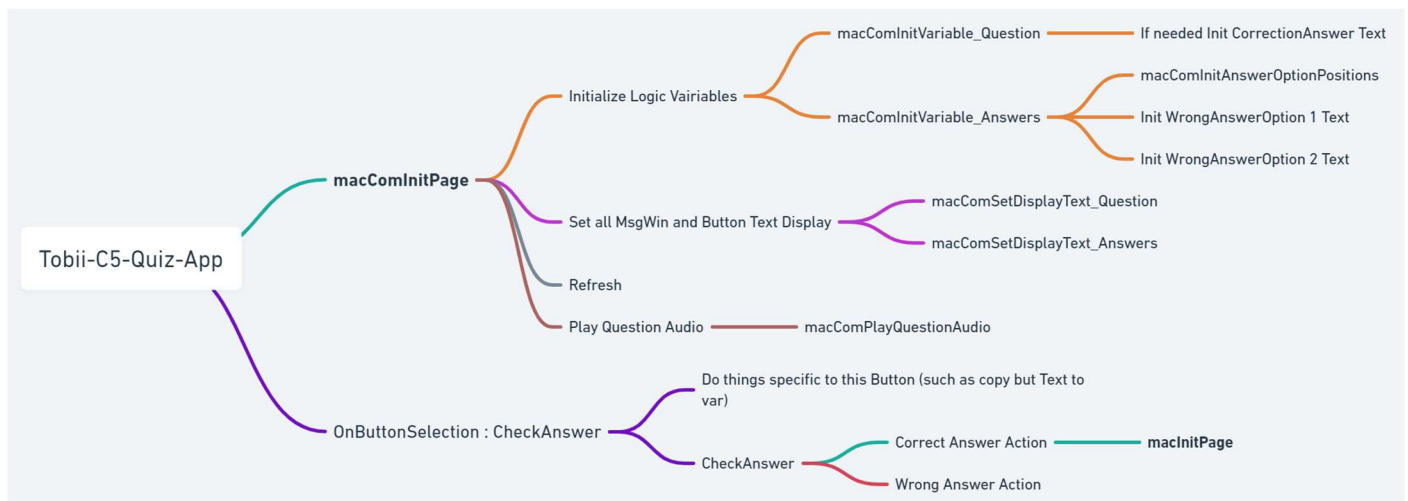 Tobii-C5-Quiz-App
macComInitPage
Initialize Logic Vairiables
macComInitVariable_Question
If needed Init CorrectionAnswer Text
macComInitVariable_Answers
macComInitAnswerOptionPositions
Init WrongAnswerOption 1 Text
Init WrongAnswerOption 2 Text
Set all MsgWin and Button Text Display
macComSetDisplayText_Question
macComSetDisplayText_Answers
Refresh
Play Question Audio
macComPlayQuestionAudio
OnButtonSelection : CheckAnswer
Do things specific to this Button (such as copy but Text to
var)
CheckAnswer
Correct Answer Action
macInitPage
Wrong Answer Action